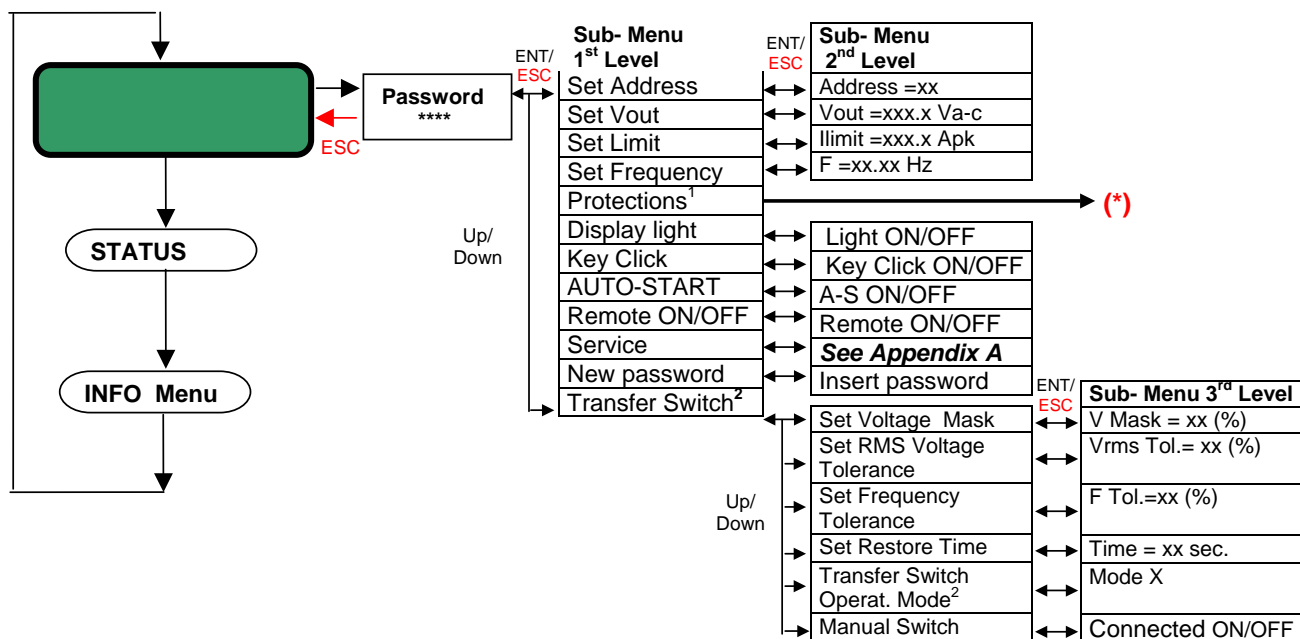 Sub- Menu
1st Level
Sub- Menu
2nd Level
ENT/
ESC
ENT/
ESC
Password
****
ESC
Set Address
Address =xx
Set Vout
Vout =xxx.x Va-c
Set Limit
Ilimit =xxx.x Apk
Set Frequency
F =xx.xx Hz
Protections1
(*)
Up/
Down
Display light
Light ON/OFF
Key Click
Key Click ON/OFF
AUTO-START
A-S ON/OFF
Remote ON/OFF
Remote ON/OFF
Service
See Appendix A
New password
Insert password
Transfer Switch2
STATUS
INFO Menu
ENT/
ESC
Sub- Menu 3rd Level
Set Voltage Mask
V Mask = xx (%)
Set RMS Voltage
Tolerance
Vrms Tol.= xx (%)
Up/
Down
Set Frequency
Tolerance
F Tol.=xx (%)
Set Restore Time
Time = xx sec.
Transfer Switch
Operat. Mode2
Mode X
Manual Switch
Connected ON/OFF